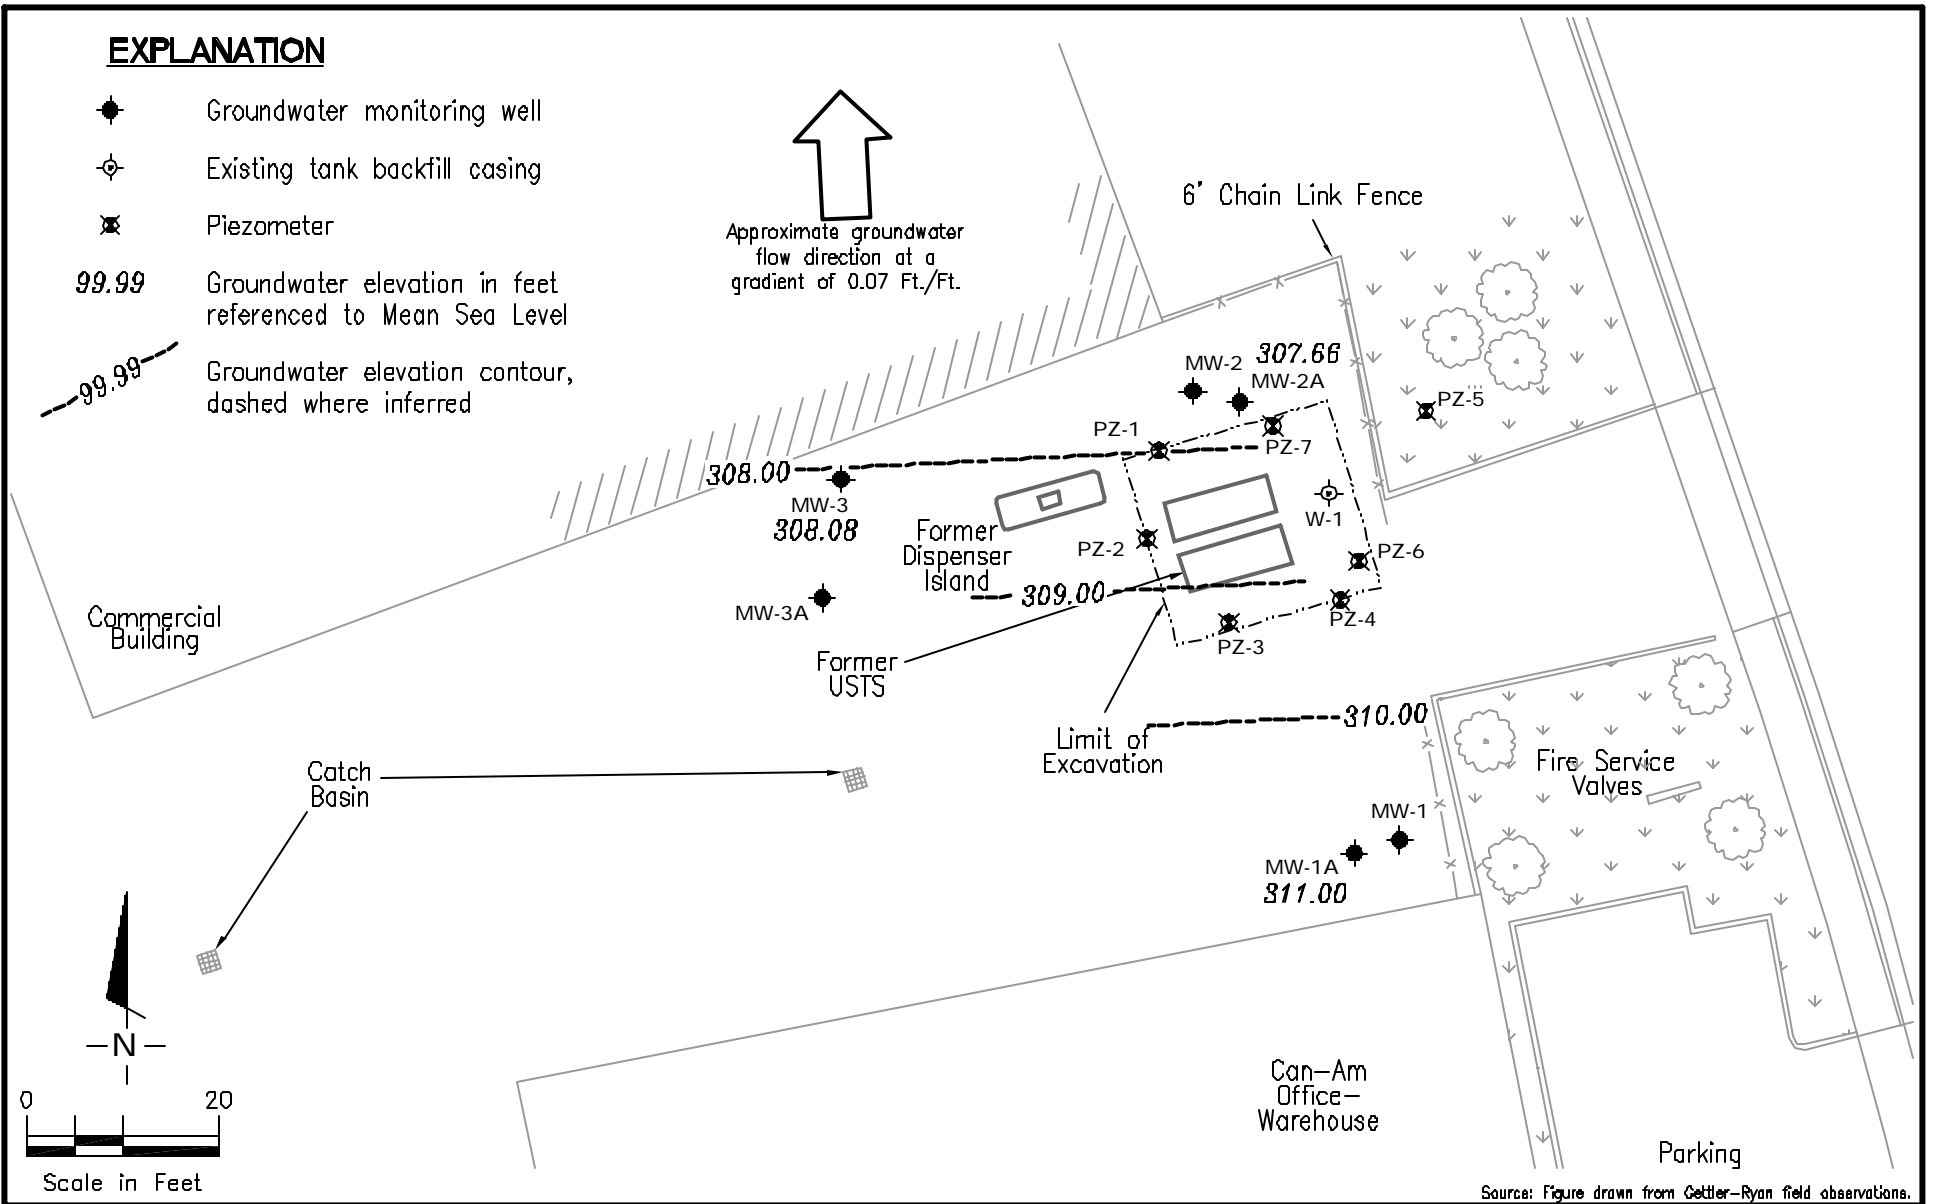 EXPLANATION
Groundwater monitoring well
Existing tank backfill casing
Piezometer
99.99
Groundwater elevation in feet
referenced to Mean Sea Level
99.99
Groundwater elevation contour,
dashed where inferred
Approximate groundwater
flow direction at a
gradient of 0.07 Ft./Ft.
6' Chain Link Fence
MW-2
307.66
MW-2A
PZ-5
PZ-1
PZ-7
308.00
MW-3
308.08
W-1
Former
Dispenser
Island
PZ-2
PZ-6
309.00
MW-3A
PZ-4
PZ-3
Commercial
Building
Former
USTS
310.00
Limit of
Excavation
Fire Service
Valves
Catch
Basin
MW-1
MW-1A
311.00
N
0 20
Scale in Feet
Can-Am
Office-
Warehouse
Parking
Source: Figure drawn from Gettler-Ryan field observations.